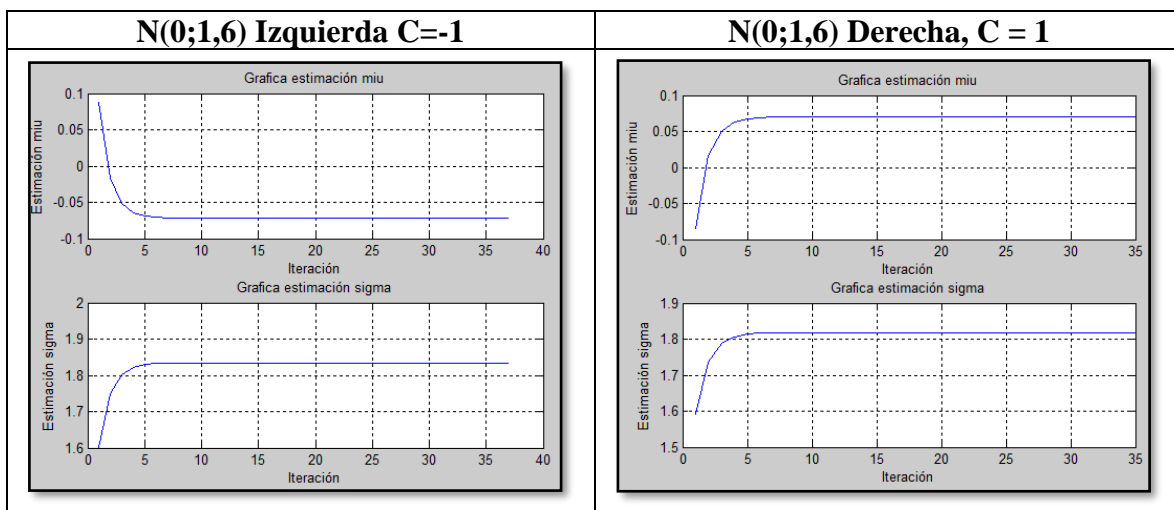 N(0;1,6) Izquierda C=-1
N(0;1,6) Derecha, C = 1
Grafica estimación miu
0.1
0.05
0
-0.05
-0.1
Estimación miu
0 5 10 15 20 25 30 35 40
Iteración
Grafica estimación sigma
2
1.9
1.8
1.7
1.6
Estimación sigma
0 5 10 15 20 25 30 35 40
Iteración
Grafica estimación miu
0.1
0.05
0
-0.05
-0.1
Estimación miu
0 5 10 15 20 25 30 35
Iteración
Grafica estimación sigma
1.9
1.8
1.7
1.6
1.5
Estimación sigma
0 5 10 15 20 25 30 35
Iteración